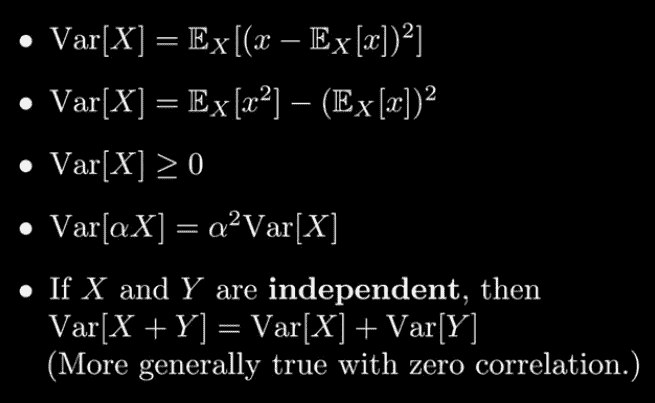 • Var[X] = 𝔼_X[(x − 𝔼_X[x])²]
• Var[X] = 𝔼_X[x²] − (𝔼_X[x])²
• Var[X] ≥ 0
• Var[αX] = α²Var[X]
• If X and Y are independent, then
Var[X + Y] = Var[X] + Var[Y]
(More generally true with zero correlation.)